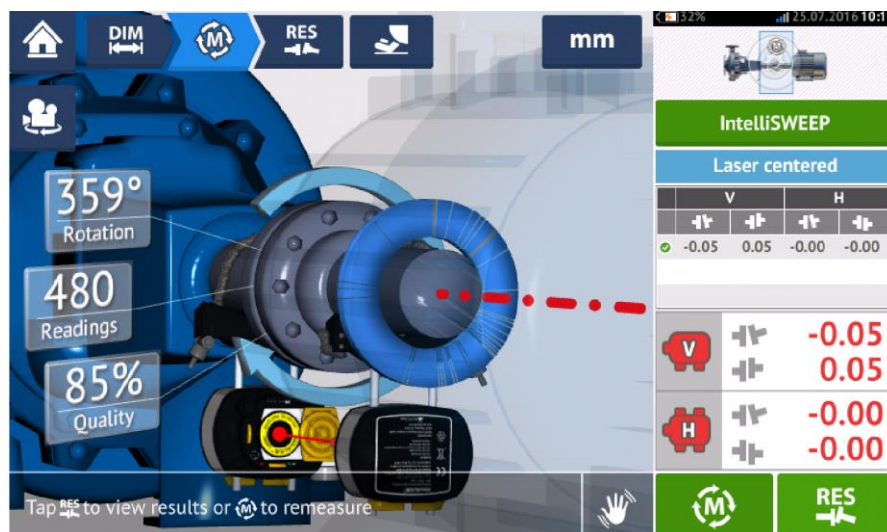 DIM
M
RES
mm
32%
25.07.2016 10:1
IntelliSWEEP
Laser centered
V H
-0.05 0.05 -0.00 -0.00
359°
Rotation
480
Readings
85%
Quality
V
-0.05
0.05
H
-0.00
-0.00
Tap RES to view results or M to remeasure
M
RES